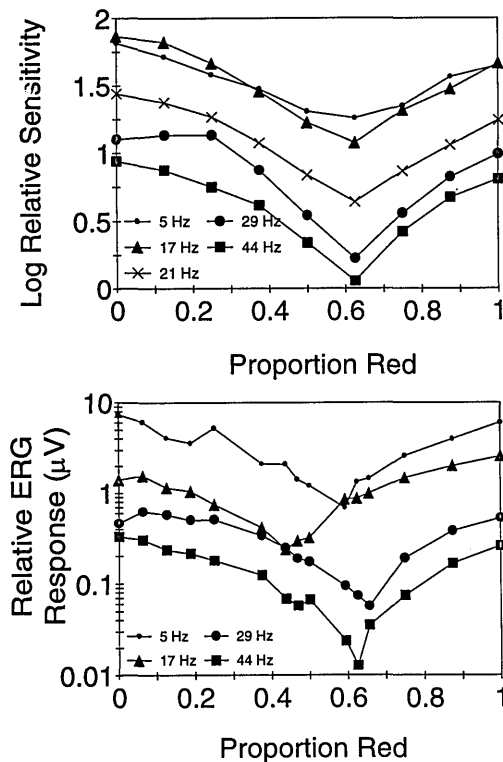 2
1.5
1
0.5
0
Log Relative Sensitivity
5 Hz
29 Hz
17 Hz
44 Hz
21 Hz
0 0.2 0.4 0.6 0.8 1
Proportion Red
10
1
0.1
0.01
Relative ERG
Response (μV)
5 Hz
29 Hz
17 Hz
44 Hz
0 0.2 0.4 0.6 0.8 1
Proportion Red